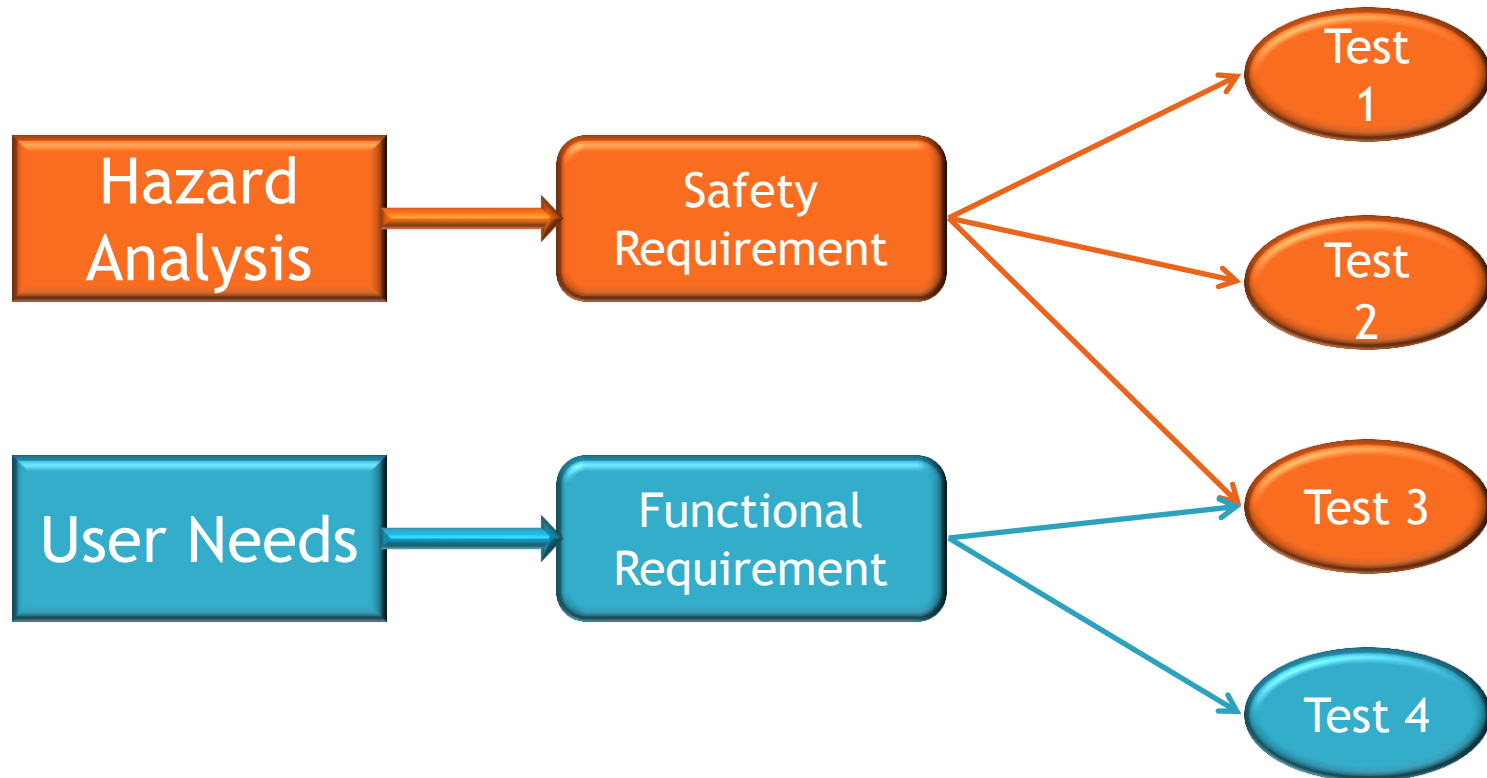 Hazard
Analysis
Safety
Requirement
Test
1
Test
2
User Needs
Functional
Requirement
Test 3
Test 4